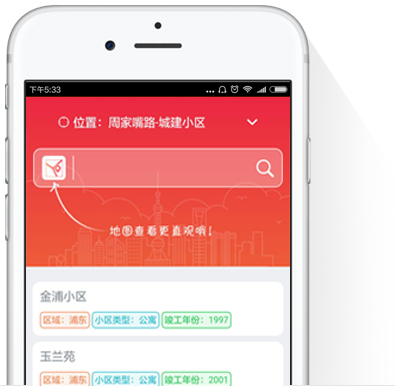 下午5:33
位置：周家嘴路-城建小区
地图查看更直观哨!
金浦小区
区域：浦东 小区类型：公寓 竣工年份：1997
玉兰苑
区域：浦东 小区类型：公寓 竣工年份：2001